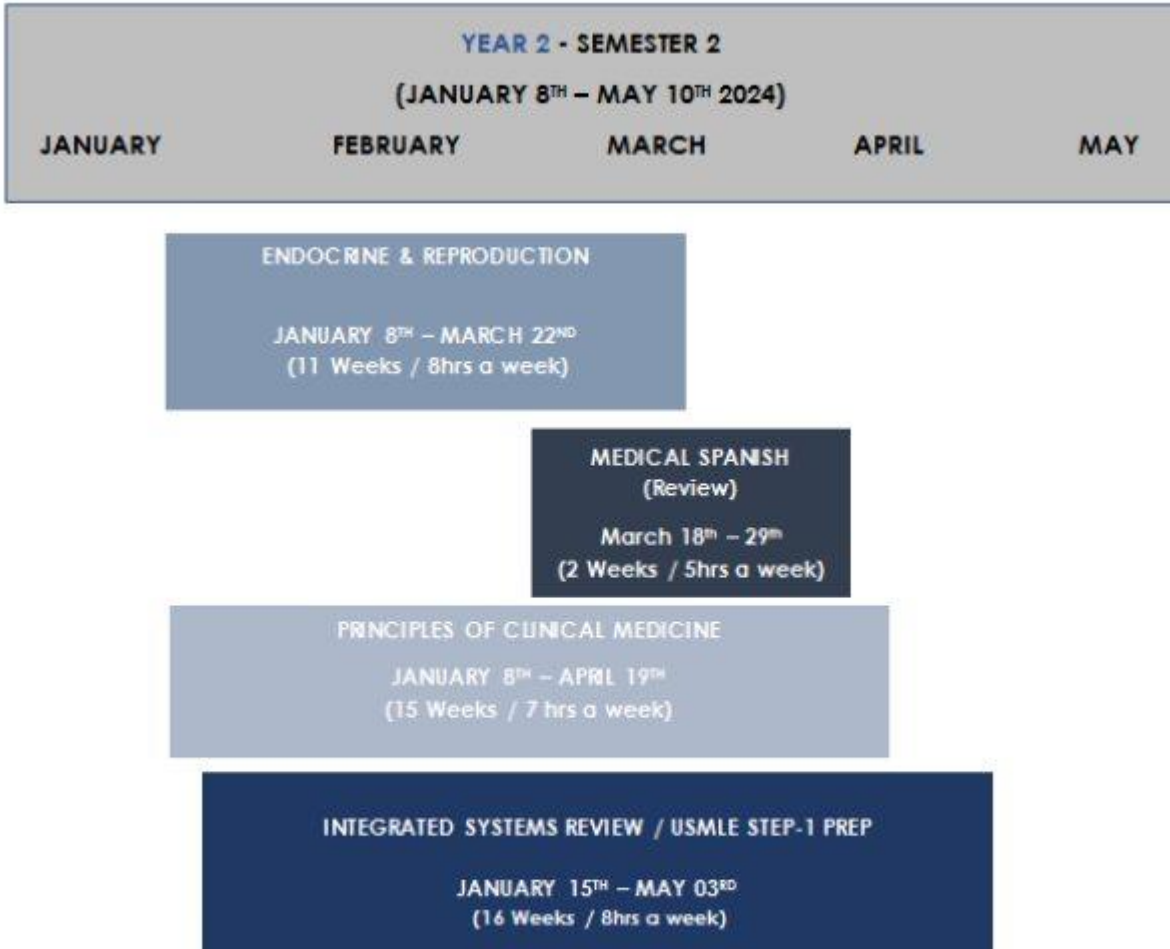 YEAR 2 - SEMESTER 2
(JANUARY 8TH – MAY 10TH 2024)
JANUARY FEBRUARY MARCH APRIL MAY
ENDOCRINE & REPRODUCTION
JANUARY 8TH – MARCH 22ND
(11 Weeks / 8hrs a week)
MEDICAL SPANISH
(Review)
March 18th – 29th
(2 Weeks / 5hrs a week)
PRINCIPLES OF CLINICAL MEDICINE
JANUARY 8TH – APRIL 19TH
(15 Weeks / 7 hrs a week)
INTEGRATED SYSTEMS REVIEW / USMLE STEP-1 PREP
JANUARY 15TH – MAY 03RD
(16 Weeks / 8hrs a week)